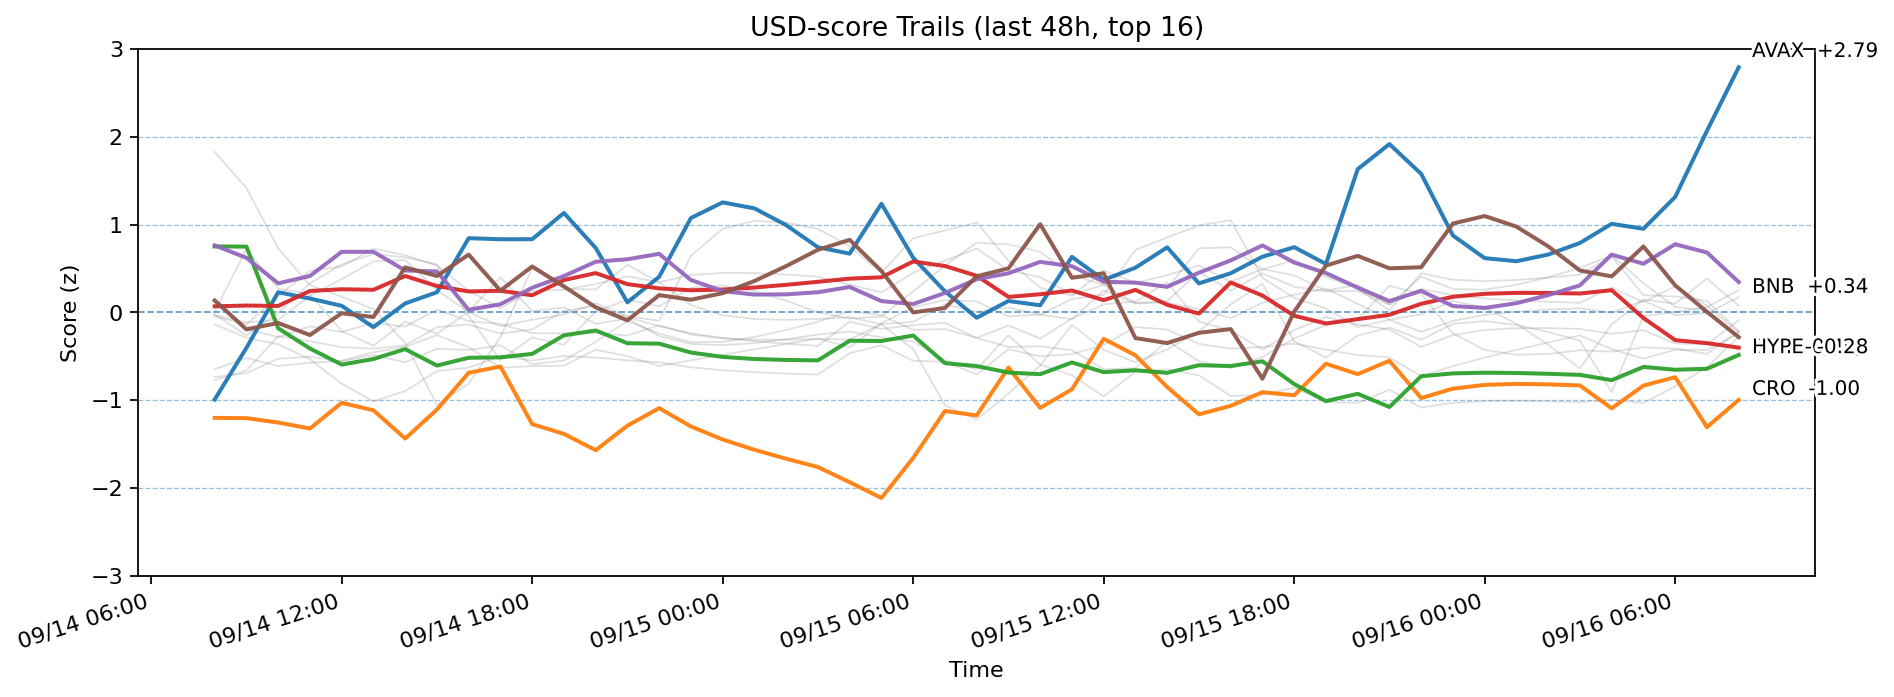 USD-score Trails (last 48h, top 16)
Score (z)
3
2
1
0
−1
−2
−3
AVAX +2.79
BNB +0.34
HYPE
CRO -1.00
09/14 06:00
09/14 12:00
09/14 18:00
09/15 00:00
09/15 06:00
09/15 12:00
09/15 18:00
09/16 00:00
09/16 06:00
Time